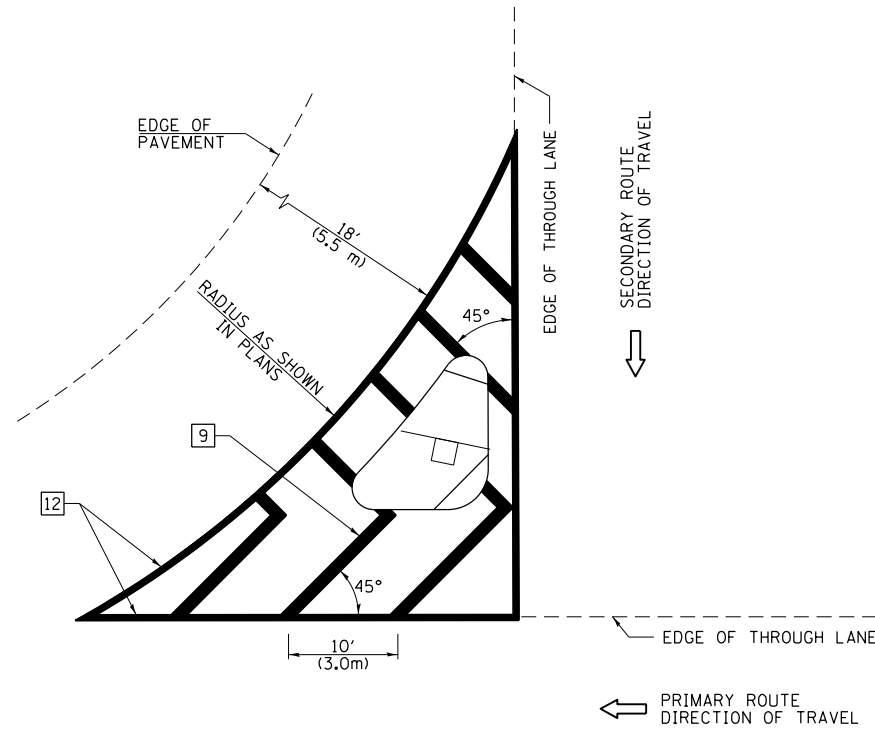 EDGE OF
PAVEMENT
18'
(5.5 m)
RADIUS AS SHOWN
IN PLANS
EDGE OF THROUGH LANE
SECONDARY ROUTE
DIRECTION OF TRAVEL
45°
9
12
45°
10'
(3.0m)
EDGE OF THROUGH LANE
PRIMARY ROUTE
DIRECTION OF TRAVEL